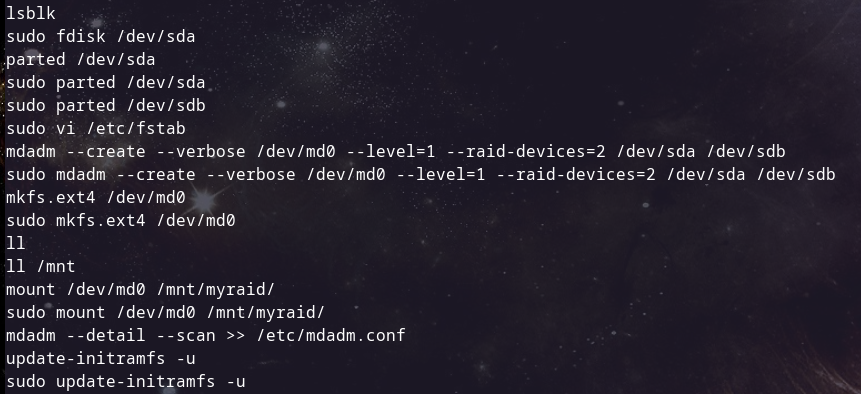 lsblk
sudo fdisk /dev/sda
parted /dev/sda
sudo parted /dev/sda
sudo parted /dev/sdb
sudo vi /etc/fstab
mdadm --create --verbose /dev/md0 --level=1 --raid-devices=2 /dev/sda /dev/sdb
sudo mdadm --create --verbose /dev/md0 --level=1 --raid-devices=2 /dev/sda /dev/sdb
mkfs.ext4 /dev/md0
sudo mkfs.ext4 /dev/md0
ll
ll /mnt
mount /dev/md0 /mnt/myraid/
sudo mount /dev/md0 /mnt/myraid/
mdadm --detail --scan >> /etc/mdadm.conf
update-initramfs -u
sudo update-initramfs -u